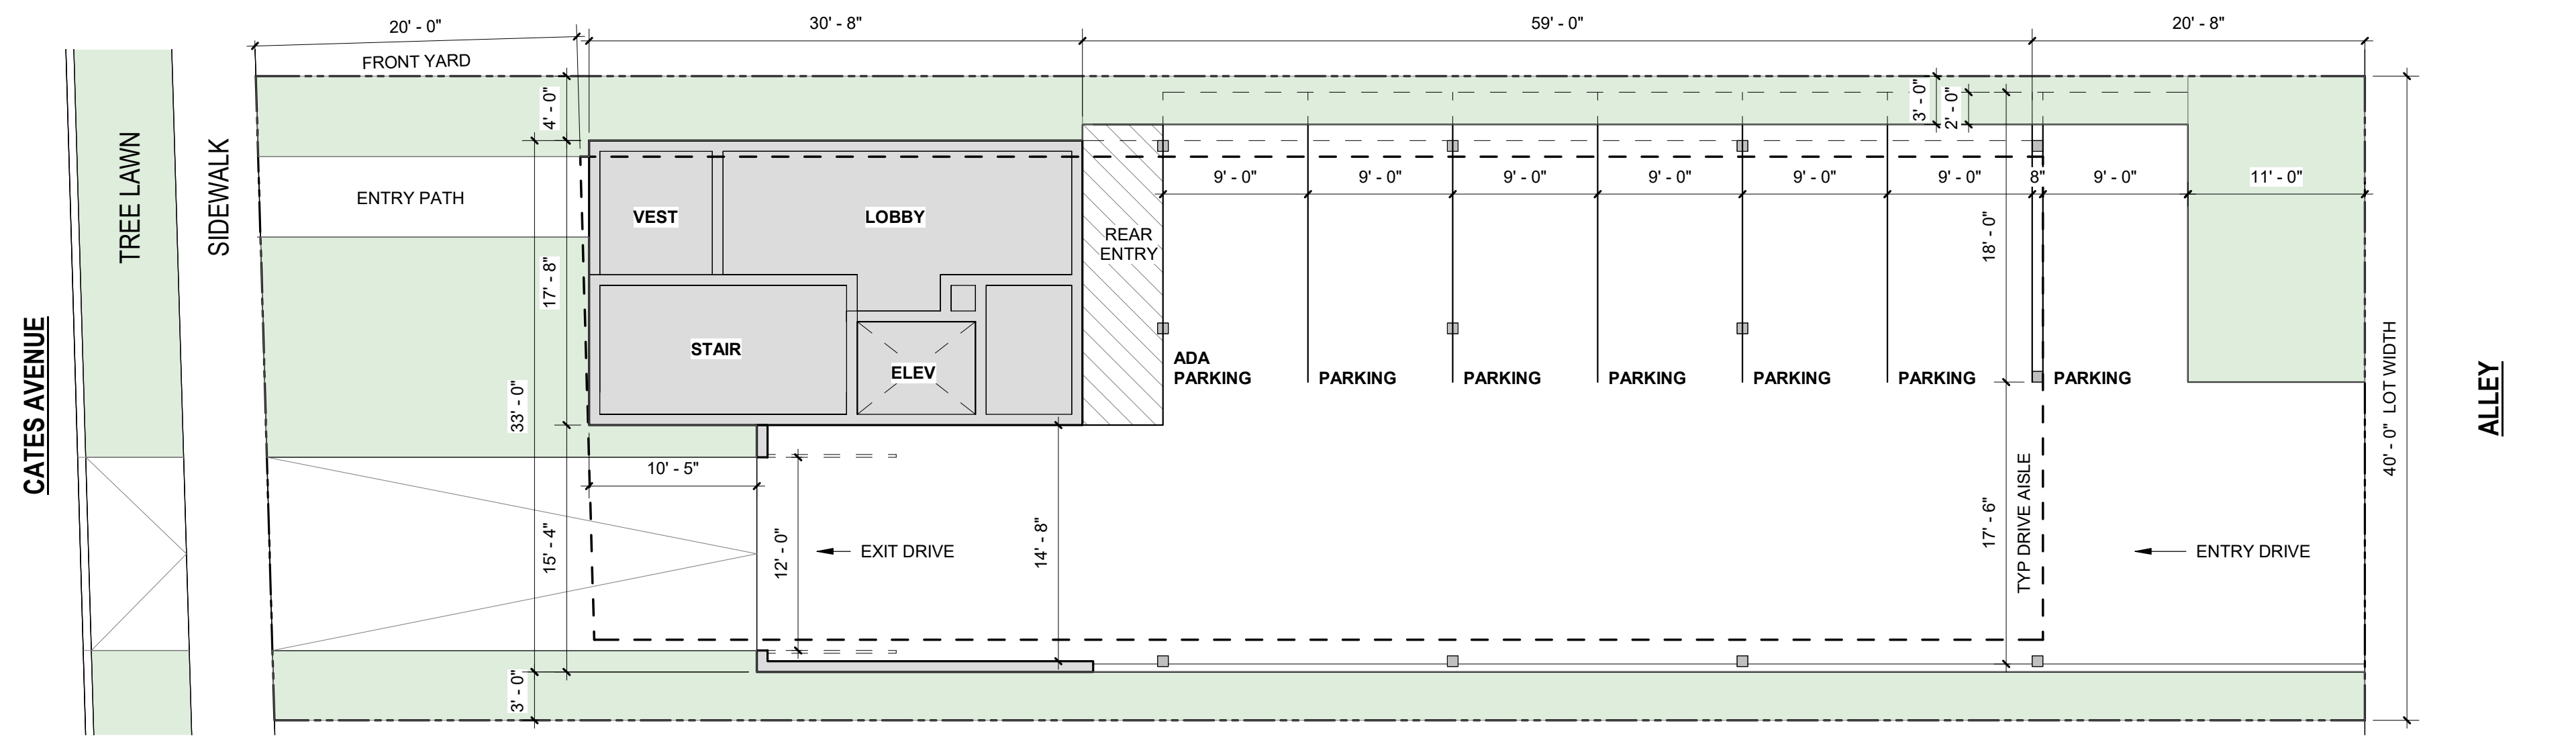 20' - 0"
30' - 8"
59' - 0"
20' - 8"
FRONT YARD
4' - 0"
3' - 0"
2' - 0"
TREE LAWN
SIDEWALK
ENTRY PATH
VEST
LOBBY
REAR
ENTRY
9' - 0"
9' - 0"
9' - 0"
9' - 0"
9' - 0"
9' - 0"
8"
9' - 0"
11' - 0"
18' - 0"
17' - 8"
STAIR
ELEV
ADA
PARKING
PARKING
PARKING
PARKING
PARKING
PARKING
PARKING
CATES AVENUE
33' - 0"
40' - 0" LOT WIDTH
ALLEY
10' - 5"
15' - 4"
12' - 0"
EXIT DRIVE
14' - 8"
17' - 6"
TYP DRIVE AISLE
ENTRY DRIVE
3' - 0"